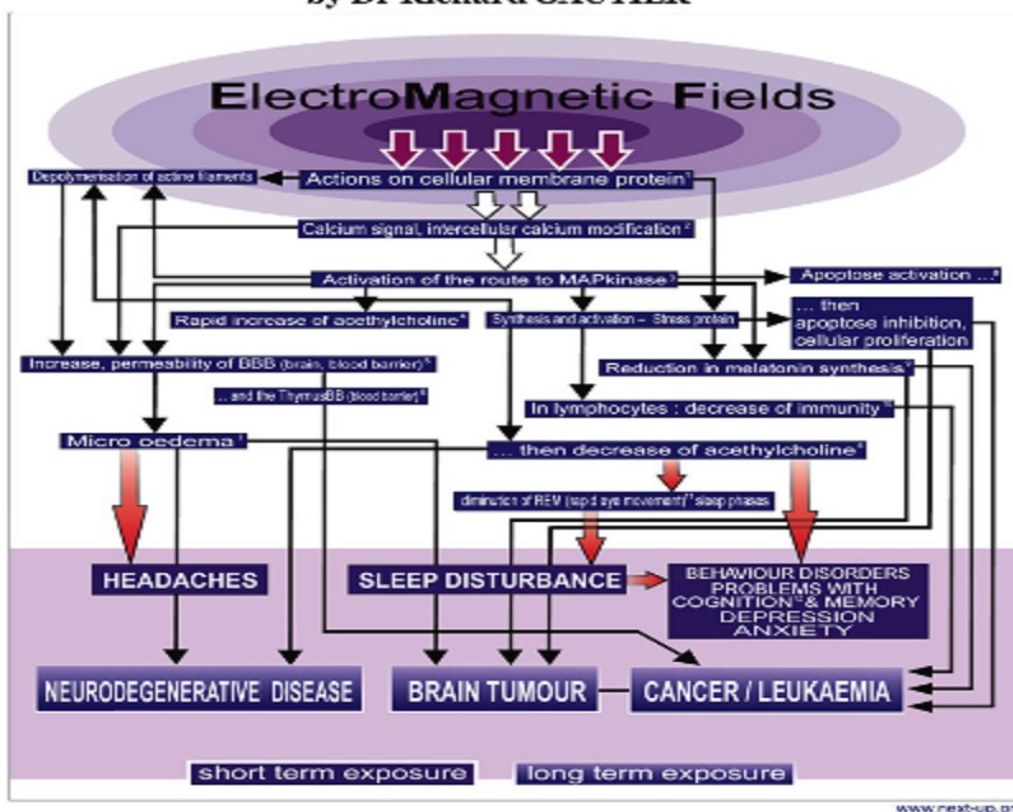 by Dr Richard GAUTIER
ElectroMagnetic Fields
Depolymerisation of actine filaments
Actions on cellular membrane protein
Calcium signal, intercellular calcium modification
Activation of the route to MAPkinase
Apoptose activation ...
Rapid increase of acethylcholine
Synthesis and activation - Stress protein
... then
apoptose inhibition,
cellular proliferation
Increase, permeability of BBB (brain, blood barrier)
Reduction in melatonin synthesis
... and the ThymusBB (blood barrier)
In lymphocytes : decrease of immunity
Micro oedema
... then decrease of acethylcholine
diminution of REM (rapid eye movement) sleep phases
HEADACHES
SLEEP DISTURBANCE
BEHAVIOUR DISORDERS
PROBLEMS WITH
COGNITION & MEMORY
DEPRESSION
ANXIETY
NEURODEGENERATIVE DISEASE
BRAIN TUMOUR
CANCER / LEUKAEMIA
short term exposure
long term exposure